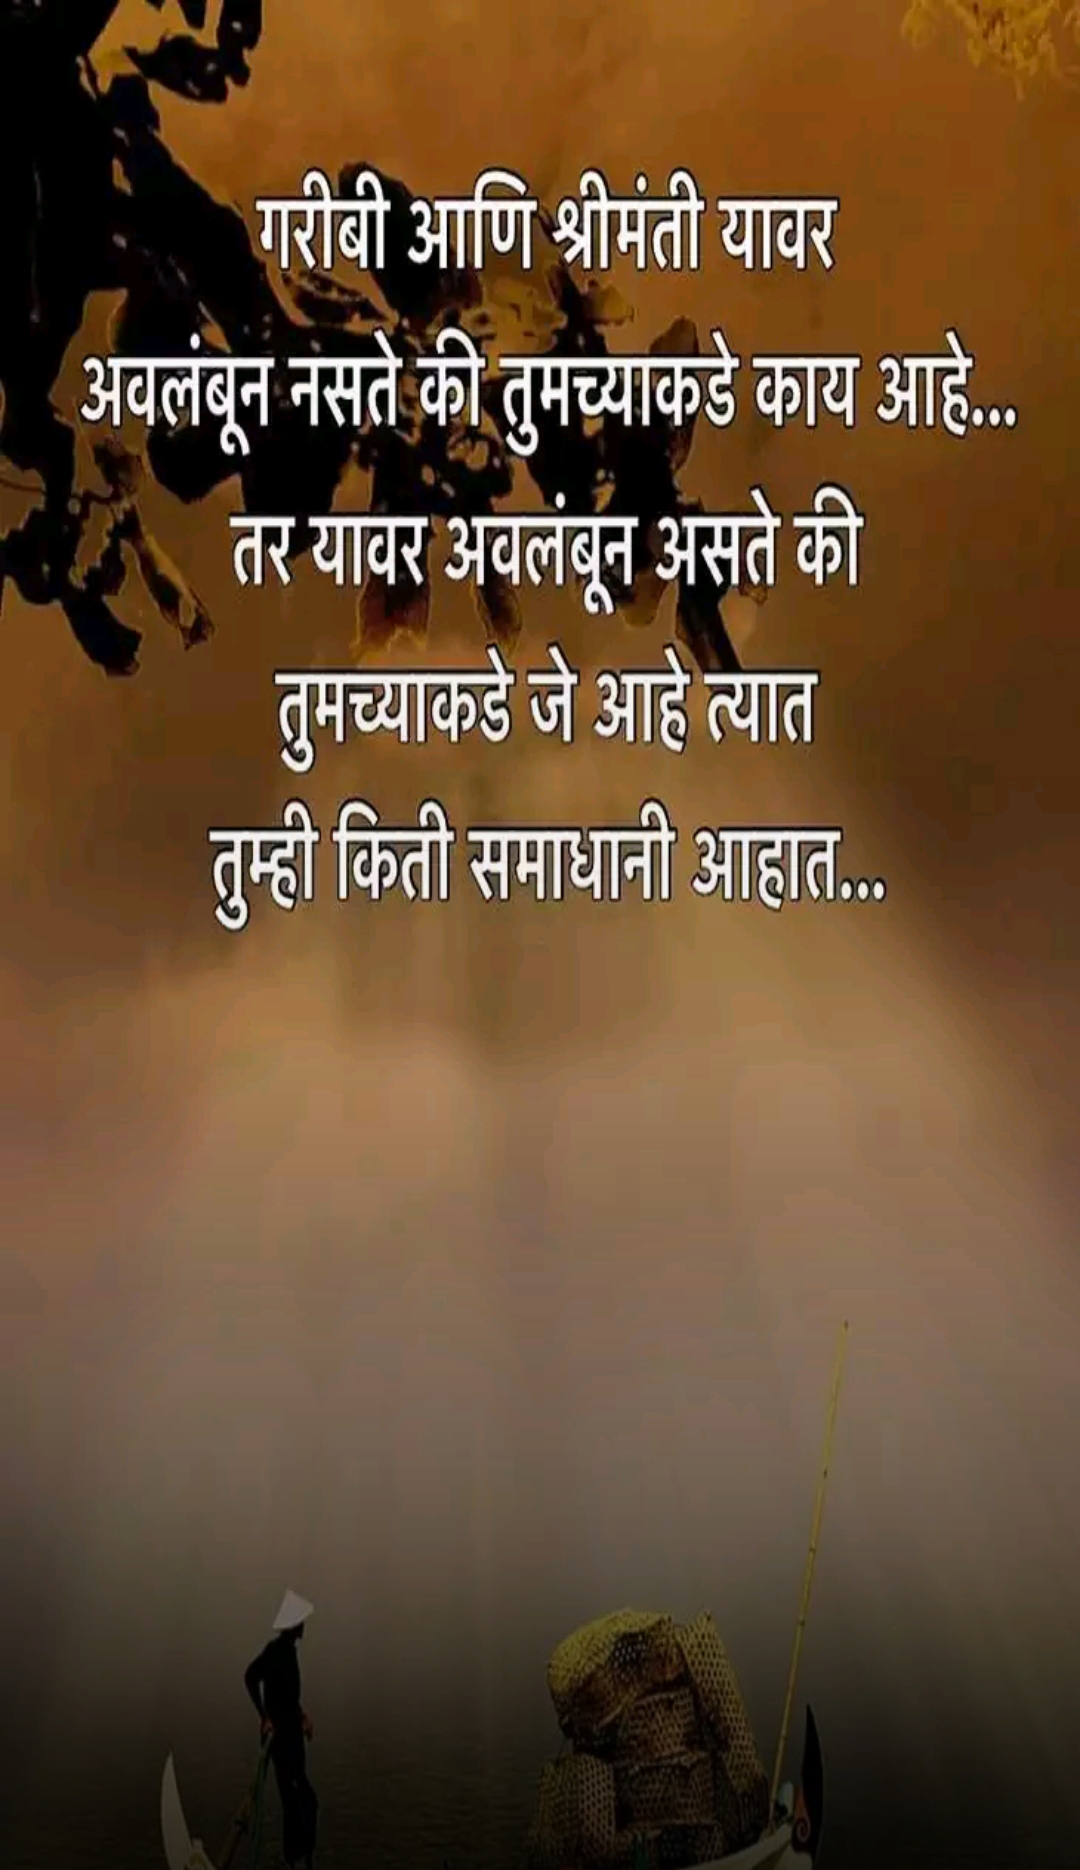 गरीबी आणि श्रीमंती यावर
अवलंबून नसते की तुमच्याकडे काय आहे...
तर यावर अवलंबून असते की
तुमच्याकडे जे आहे त्यात
तुम्ही किती समाधानी आहात...